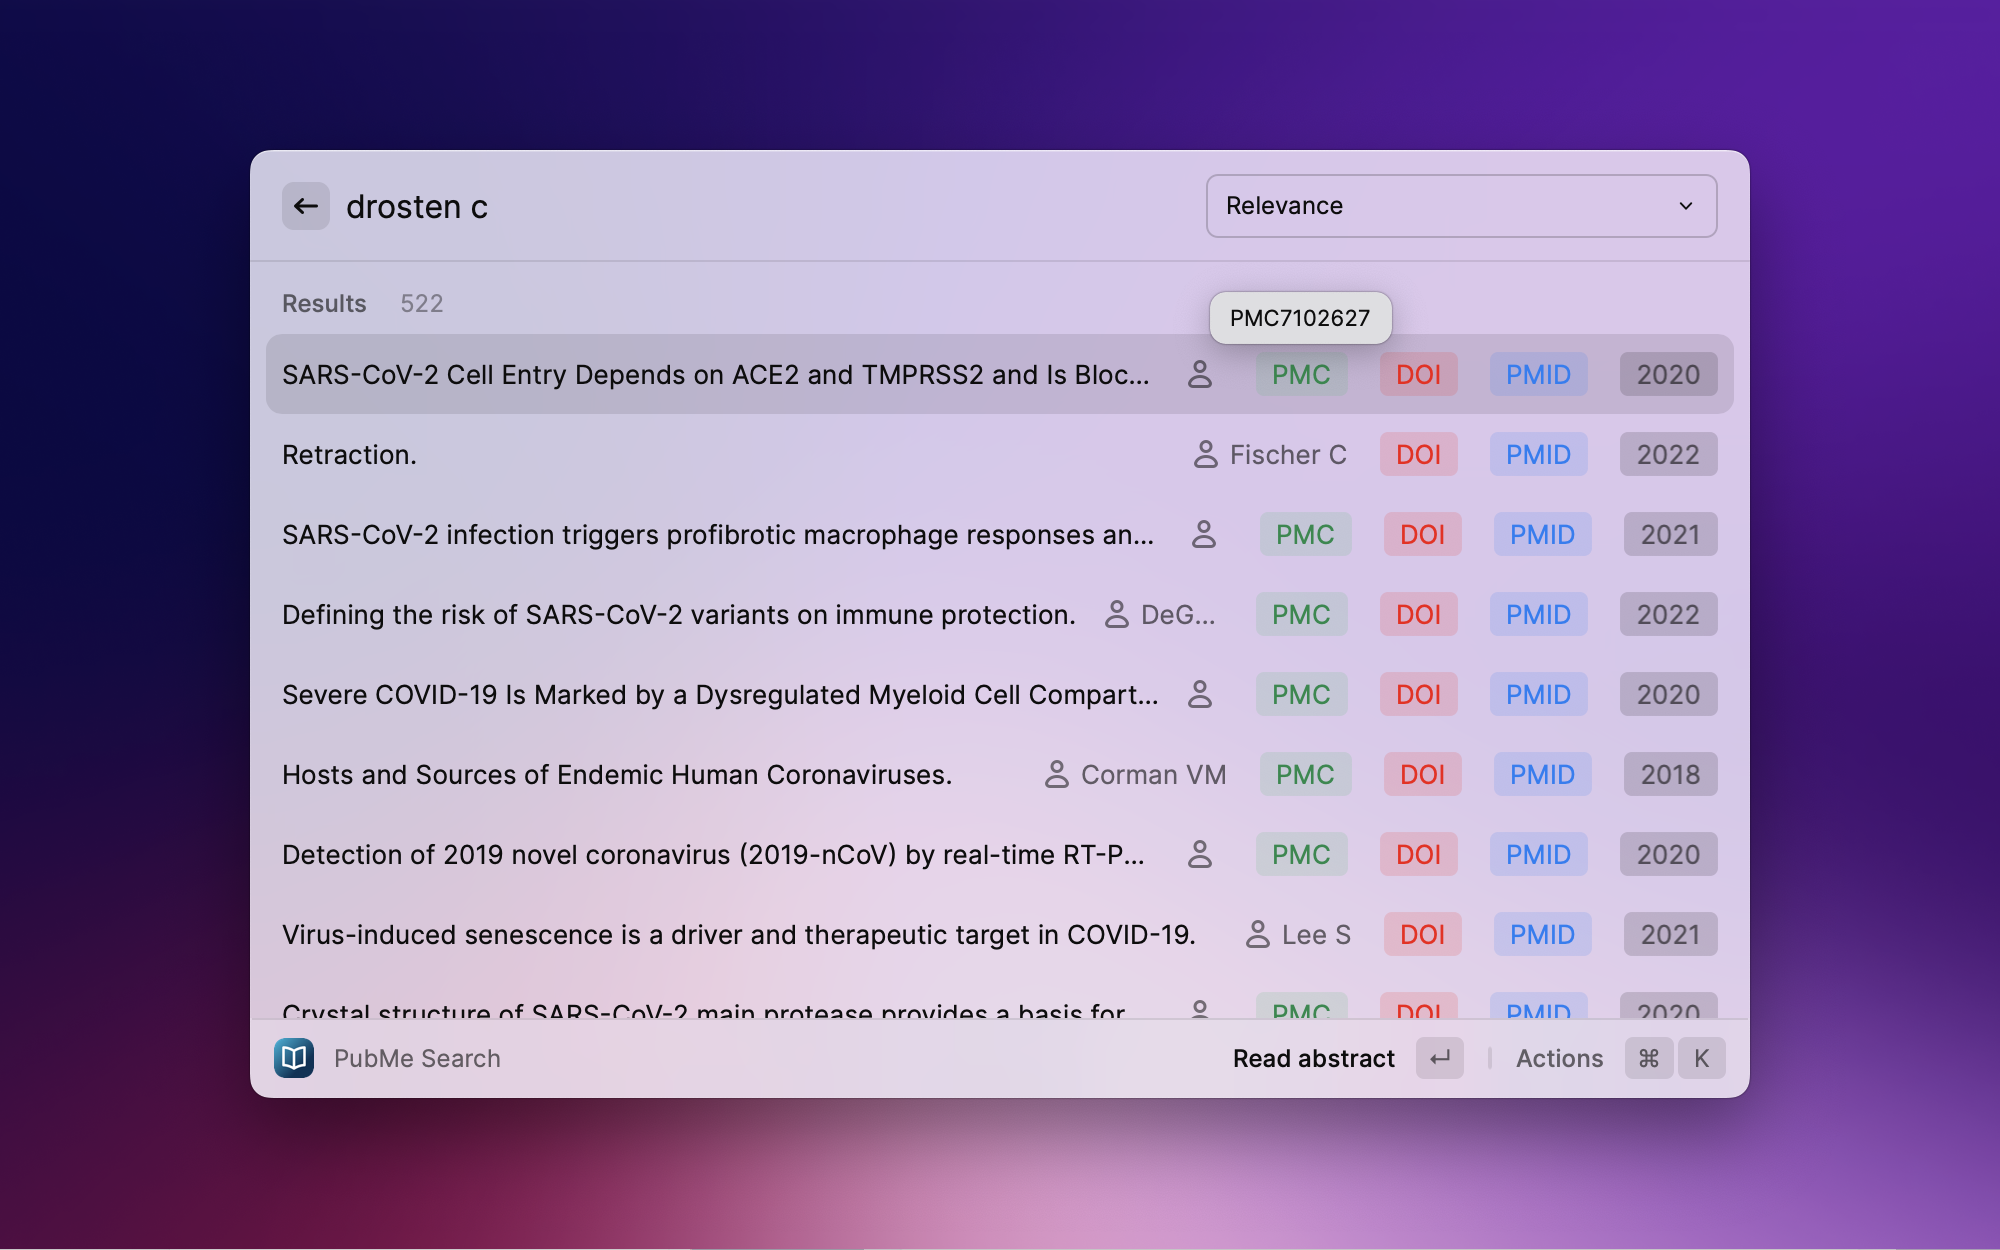 drosten c
Relevance
Results 522
PMC7102627
SARS-CoV-2 Cell Entry Depends on ACE2 and TMPRSS2 and Is Bloc... PMC DOI PMID 2020
Retraction. Fischer C DOI PMID 2022
SARS-CoV-2 infection triggers profibrotic macrophage responses an... PMC DOI PMID 2021
Defining the risk of SARS-CoV-2 variants on immune protection. DeG... PMC DOI PMID 2022
Severe COVID-19 Is Marked by a Dysregulated Myeloid Cell Compart... PMC DOI PMID 2020
Hosts and Sources of Endemic Human Coronaviruses. Corman VM PMC DOI PMID 2018
Detection of 2019 novel coronavirus (2019-nCoV) by real-time RT-P... PMC DOI PMID 2020
Virus-induced senescence is a driver and therapeutic target in COVID-19. Lee S DOI PMID 2021
Crystal structure of SARS-CoV-2 main protease provides a basis for PMC DOI PMID 2020
PubMe Search
Read abstract ↵ | Actions ⌘ K